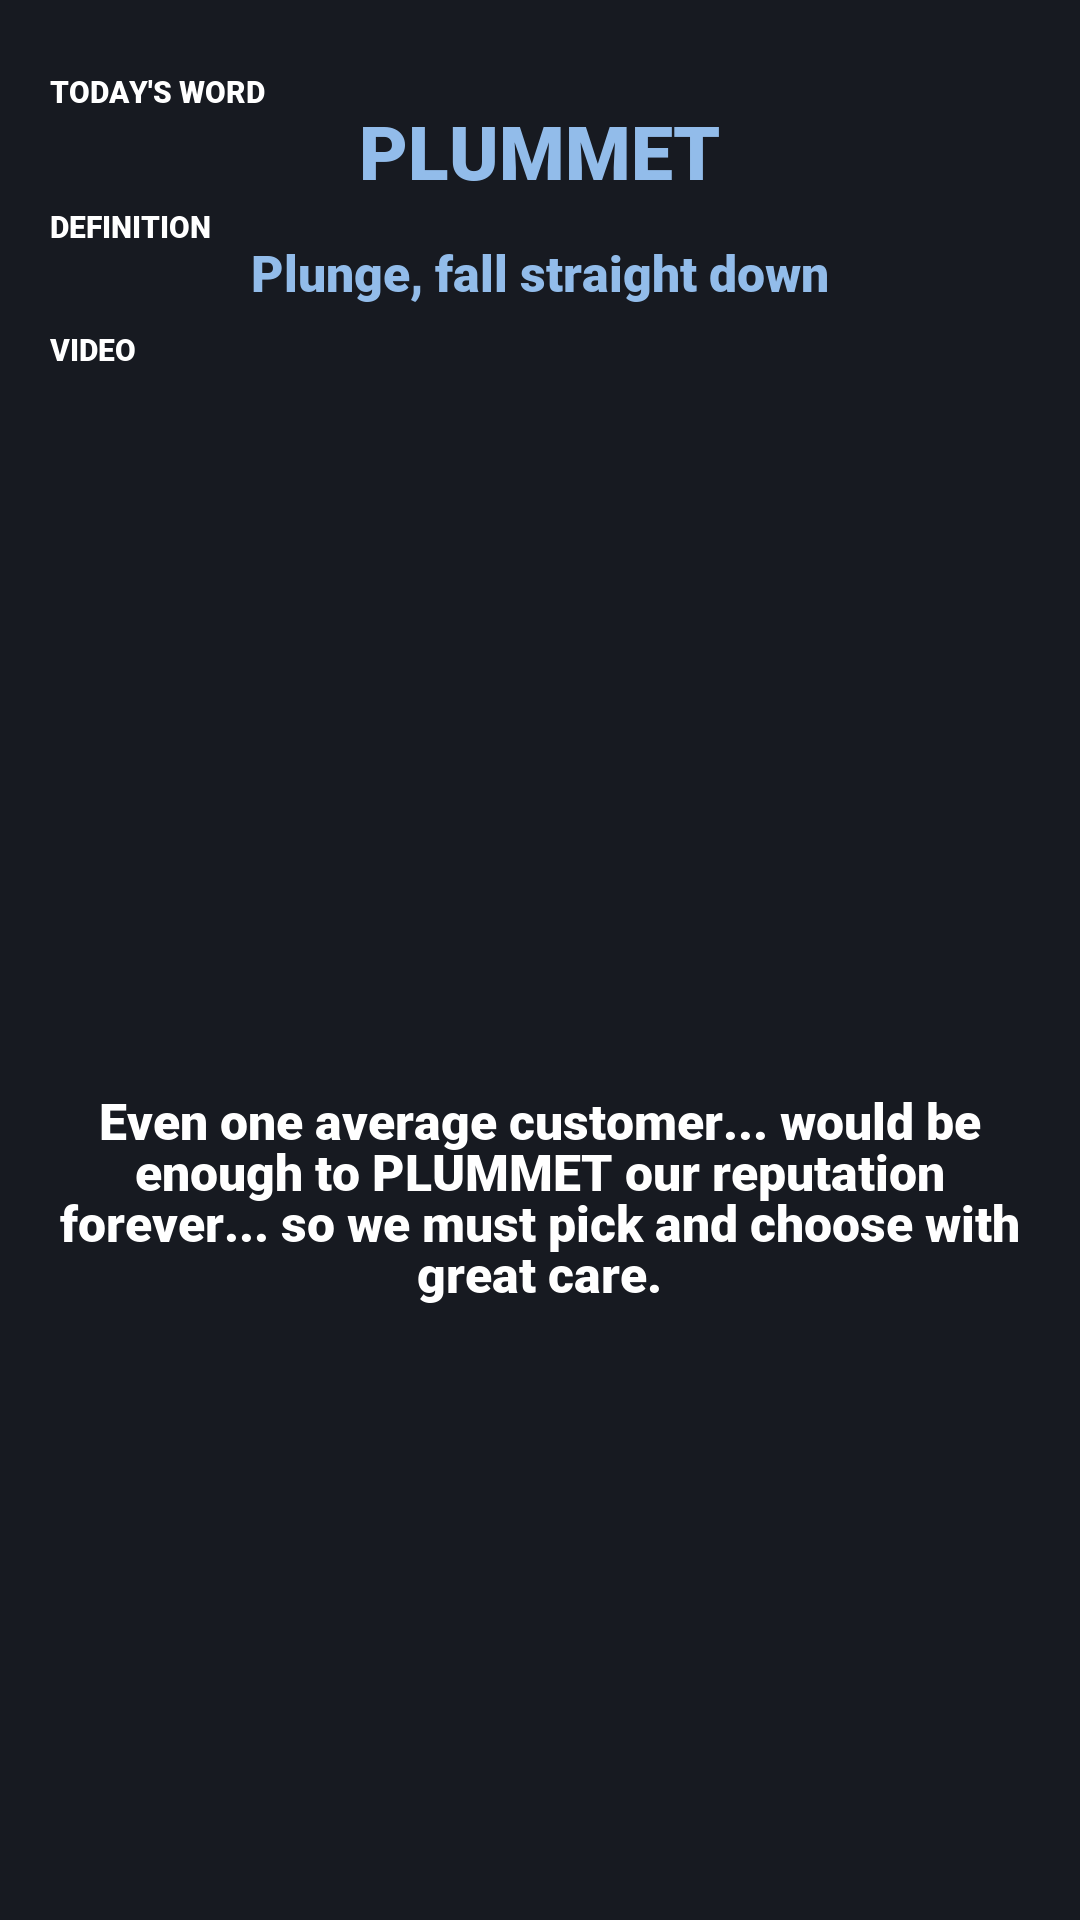 TODAY'S WORD
PLUMMET
DEFINITION
Plunge, fall straight down
VIDEO
Even one average customer... would be
enough to PLUMMET our reputation
forever... so we must pick and choose with
great care.